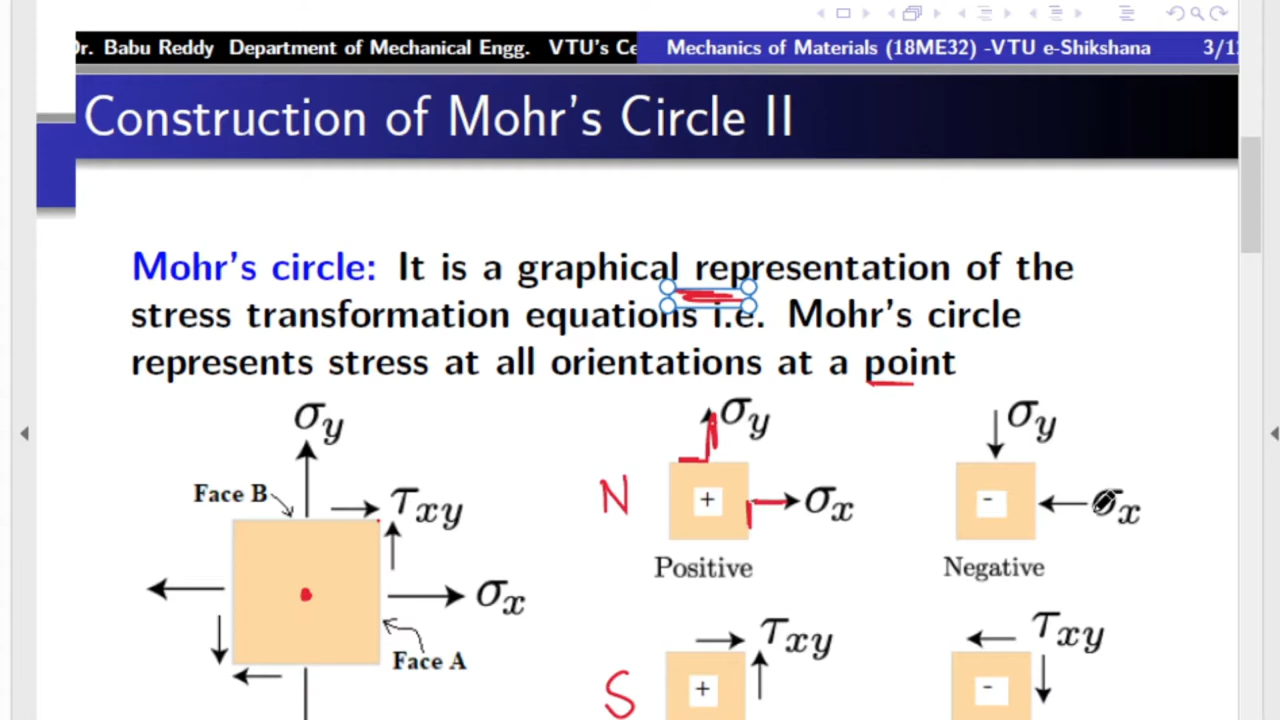 Dr. Babu Reddy Department of Mechanical Engg. VTU's Ce Mechanics of Materials (18ME32) -VTU e-Shikshana 3/1
Construction of Mohr's Circle II
Mohr's circle: It is a graphical representation of the
stress transformation equations i.e. Mohr's circle
represents stress at all orientations at a point
σy
σy
σy
Face B
τxy
N
+
σx
-
σx
Positive
Negative
σx
Face A
τxy
τxy
S
+
-